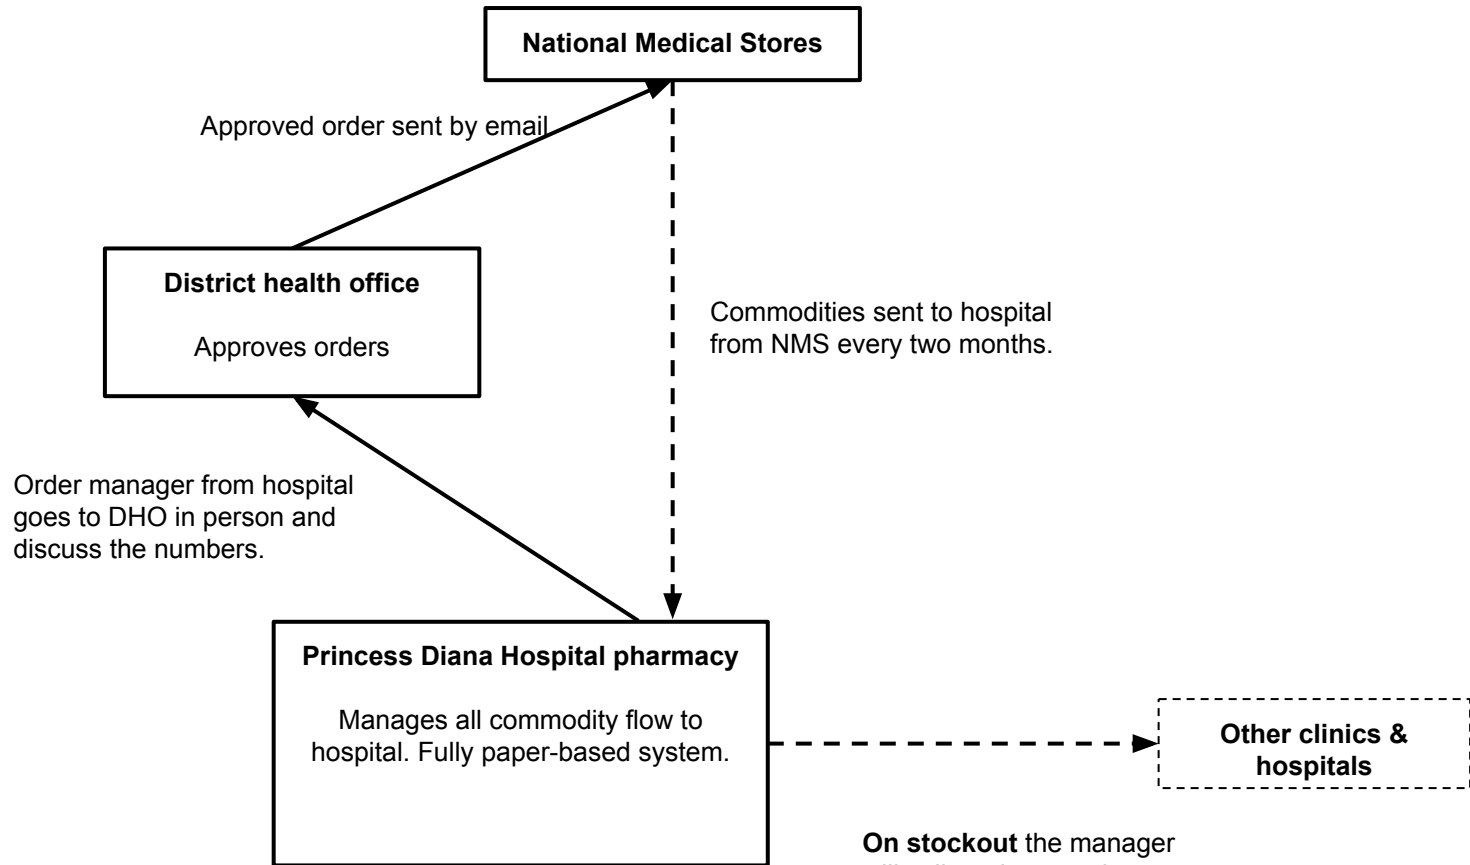 National Medical Stores
Approved order sent by email
District health office
Approves orders
Commodities sent to hospital
from NMS every two months.
Order manager from hospital
goes to DHO in person and
discuss the numbers.
Princess Diana Hospital pharmacy
Manages all commodity flow to
hospital. Fully paper-based system.
Other clinics &
hospitals
On stockout the manager